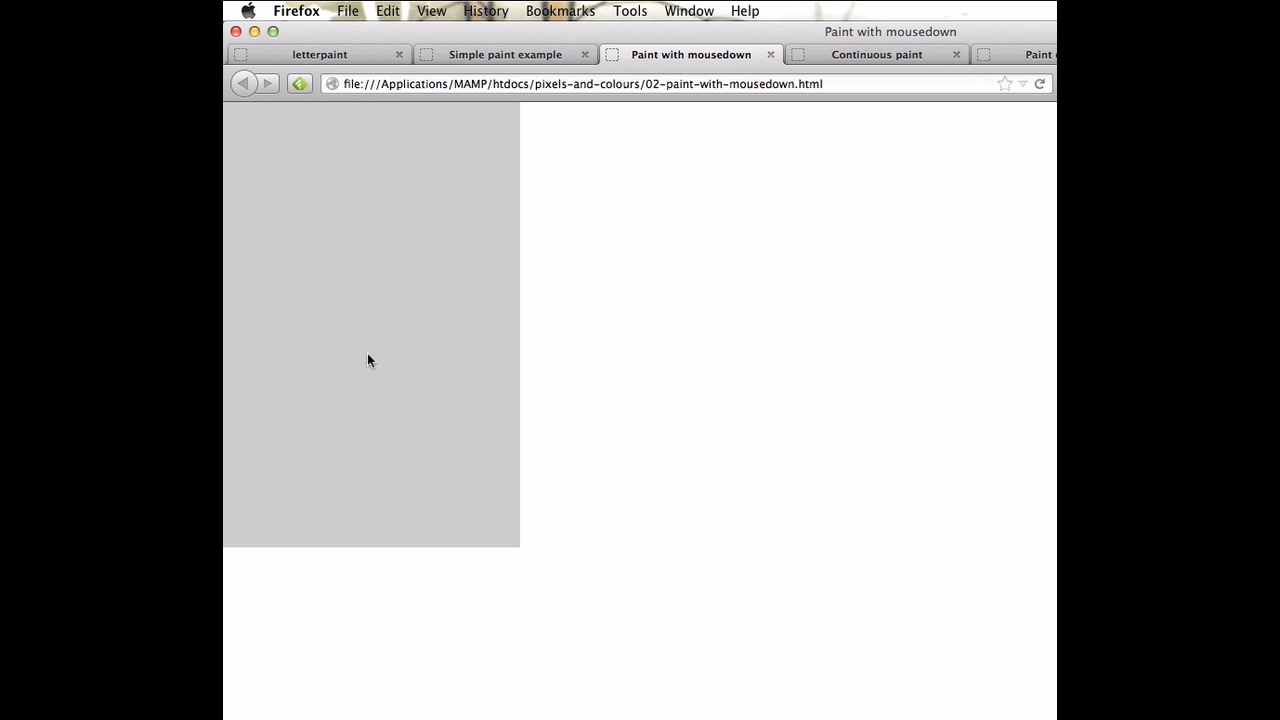 Firefox File Edit View History Bookmarks Tools Window Help
Paint with mousedown
letterpaint Simple paint example Paint with mousedown Continuous paint Paint
file:///Applications/MAMP/htdocs/pixels-and-colours/02-paint-with-mousedown.html